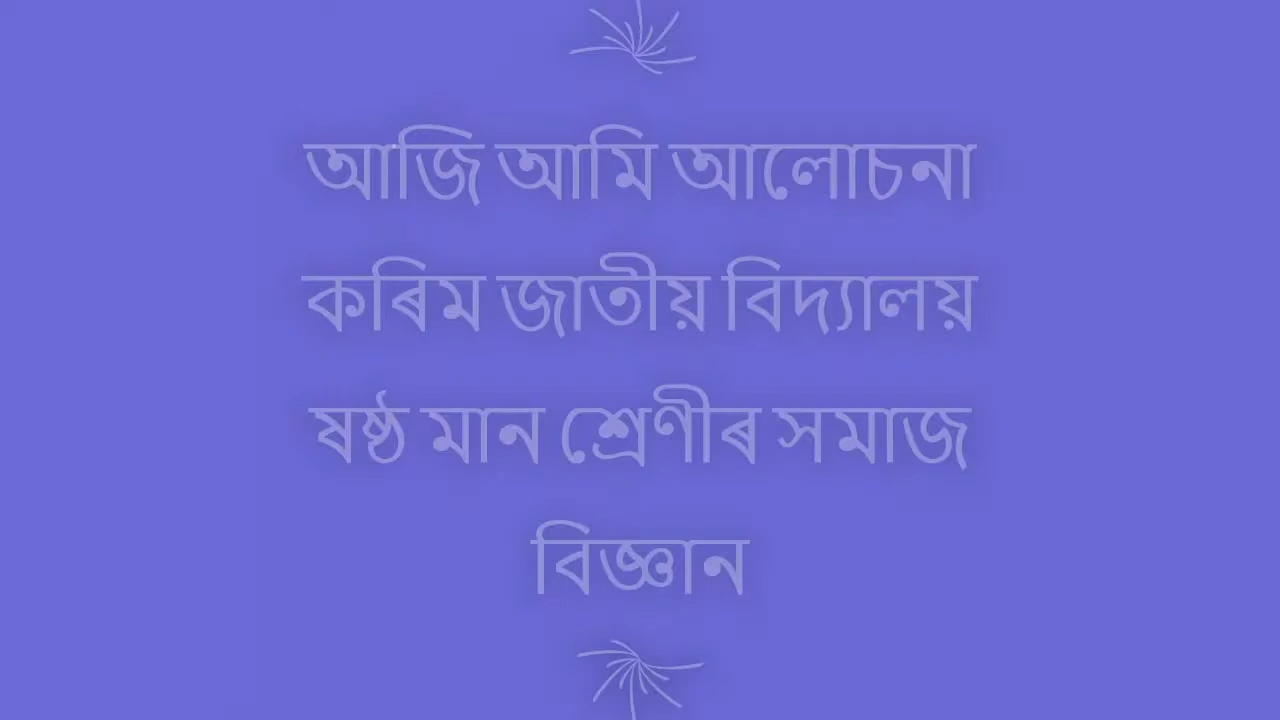 আজি আমি আলোচনা
কৰিম জাতীয় বিদ্যালয়
ষষ্ঠ মান শ্ৰেণীৰ সমাজ
বিজ্ঞান